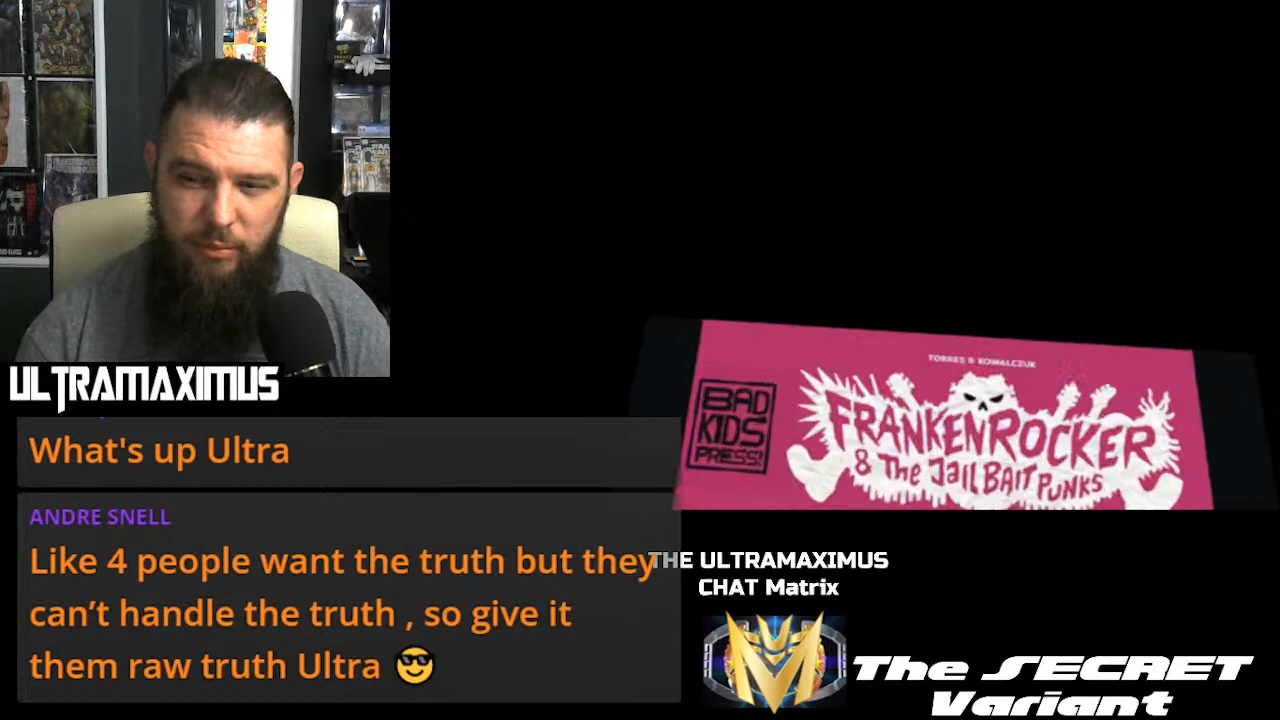 ULTRAMAXIMUS
What's up Ultra
ANDRE SNELL
Like 4 people want the truth but they
can't handle the truth , so give it
them raw truth Ultra 😎
TORRES & KOWALCZUK
BAD
KIDS
PRESS!
FRANKENROCKER
& The JailBait PUNKS
THE ULTRAMAXIMUS
CHAT Matrix
The SECRET
Variant